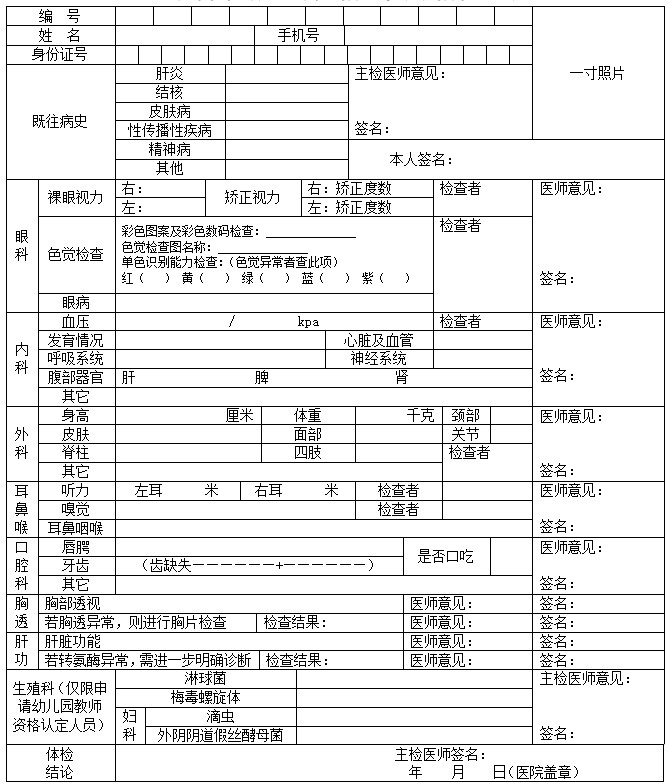 编 号
姓 名 手机号
身份证号
一寸照片
既往病史
肝炎
结核
皮肤病
性传播性疾病
精神病
其他
主检医师意见：
签名：
本人签名：
眼科
裸眼视力 右： 矫正视力 右：矫正度数 检查者 医师意见：
左： 左：矫正度数
色觉检查
彩色图案及彩色数码检查：
色觉检查图名称：
单色识别能力检查：（色觉异常者查此项）
红（ ）黄（ ）绿（ ）蓝（ ）紫（ ）
检查者
签名：
眼病
内科
血压 / kpa 检查者 医师意见：
发育情况 心脏及血管
呼吸系统 神经系统
腹部器官 肝 脾 肾 签名：
其它
外科
身高 厘米 体重 千克 颈部 医师意见：
皮肤 面部 关节
脊柱 四肢 检查者
其它 签名：
耳鼻喉
听力 左耳 米 右耳 米 检查者 医师意见：
嗅觉 检查者
耳鼻咽喉 签名：
口腔科
唇腭 是否口吃 医师意见：
牙齿 （齿缺失——————+——————）
其它 签名：
胸透
胸部透视 医师意见： 签名：
若胸透异常，则进行胸片检查 检查结果： 医师意见： 签名：
肝功
肝脏功能 医师意见： 签名：
若转氨酶异常，需进一步明确诊断 检查结果： 医师意见： 签名：
生殖科（仅限申请幼儿园教师资格认定人员）
淋球菌 主检医师意见：
梅毒螺旋体
妇科
滴虫
外阴阴道假丝酵母菌 签名：
体检结论
主检医师签名：
年 月 日（医院盖章）